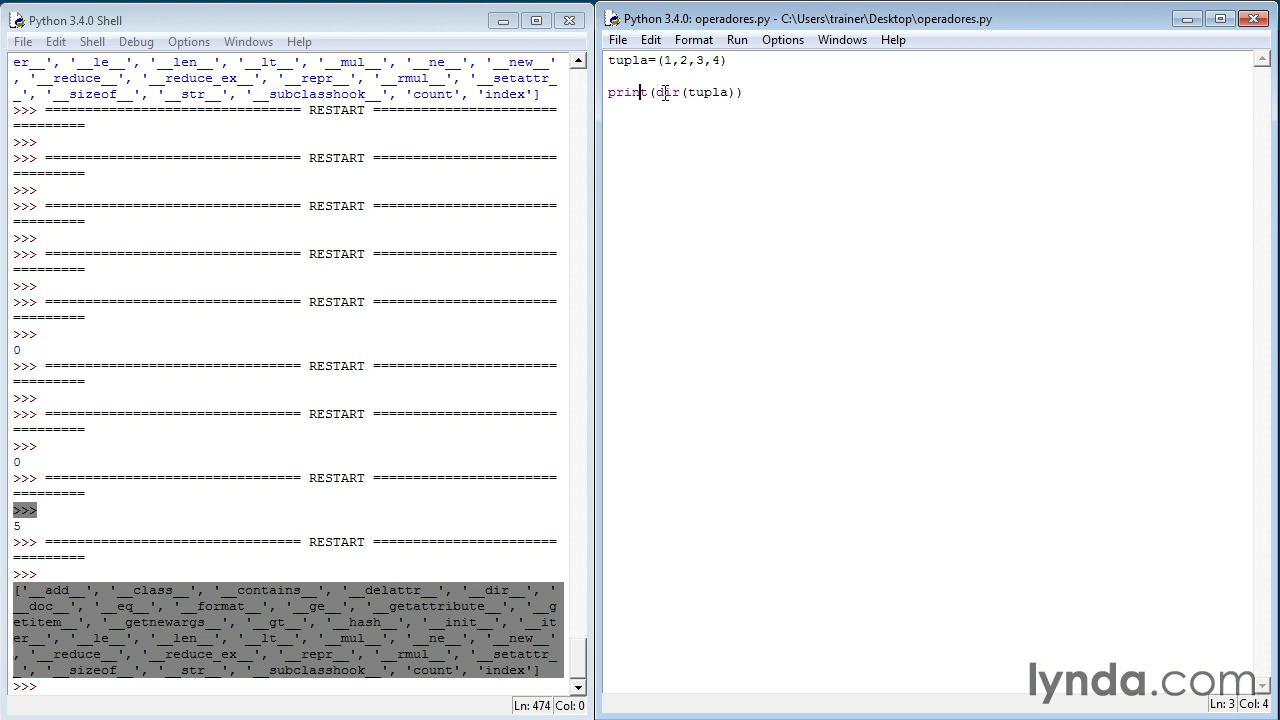 Python 3.4.0 Shell
File Edit Shell Debug Options Windows Help
er__', '__le__', '__len__', '__lt__', '__mul__', '__ne__', '__new__'
, '__reduce__', '__reduce_ex__', '__repr__', '__rmul__', '__setattr_
_', '__sizeof__', '__str__', '__subclasshook__', 'count', 'index']
>>> ================================ RESTART =======================
=========
>>>
>>> ================================ RESTART =======================
=========
>>>
>>> ================================ RESTART =======================
=========
>>>
>>> ================================ RESTART =======================
=========
>>>
>>> ================================ RESTART =======================
=========
>>>
0
>>> ================================ RESTART =======================
=========
>>>
>>> ================================ RESTART =======================
=========
>>>
0
>>> ================================ RESTART =======================
=========
>>>
5
>>> ================================ RESTART =======================
=========
>>>
['__add__', '__class__', '__contains__', '__delattr__', '__dir__', '
__doc__', '__eq__', '__format__', '__ge__', '__getattribute__', '__g
etitem__', '__getnewargs__', '__gt__', '__hash__', '__init__', '__it
er__', '__le__', '__len__', '__lt__', '__mul__', '__ne__', '__new__'
, '__reduce__', '__reduce_ex__', '__repr__', '__rmul__', '__setattr_
_', '__sizeof__', '__str__', '__subclasshook__', 'count', 'index']
>>>
Ln: 474 Col: 0
Python 3.4.0: operadores.py - C:\Users\trainer\Desktop\operadores.py
File Edit Format Run Options Windows Help
tupla=(1,2,3,4)
print(dir(tupla))
lynda.com
Ln: 3 Col: 4